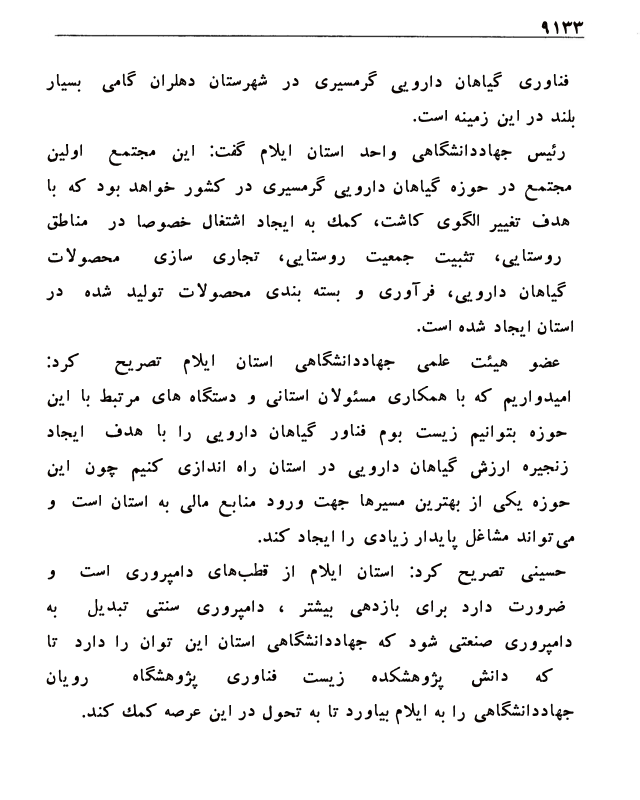 ۹۱۳۳
فناوری گیاهان دارویی گرمسیری در شهرستان دهلران گامی بسیار
بلند در این زمینه است.
رئیس جهاددانشگاهی واحد استان ایلام گفت: این مجتمع اولین
مجتمع در حوزه گیاهان دارویی گرمسیری در کشور خواهد بود که با
هدف تغییر الگوی کاشت، کمك به ایجاد اشتغال خصوصا در مناطق
روستایی، تثبیت جمعیت روستایی، تجاری سازی محصولات
گیاهان دارویی، فرآوری و بسته بندی محصولات تولید شده در
استان ایجاد شده است.
عضو هیئت علمی جهاددانشگاهی استان ایلام تصریح کرد:
امیدواریم که با همکاری مسئولان استانی و دستگاه های مرتبط با این
حوزه بتوانیم زیست بوم فناور گیاهان دارویی را با هدف ایجاد
زنجیره ارزش گیاهان دارویی در استان راه اندازی کنیم چون این
حوزه یکی از بهترین مسیرها جهت ورود منابع مالی به استان است و
می‌تواند مشاغل پایدار زیادی را ایجاد کند.
حسینی تصریح کرد: استان ایلام از قطب‌های دامپروری است و
ضرورت دارد برای بازدهی بیشتر ، دامپروری سنتی تبدیل به
دامپروری صنعتی شود که جهاددانشگاهی استان این توان را دارد تا
که دانش پژوهشکده زیست فناوری پژوهشگاه رویان
جهاددانشگاهی را به ایلام بیاورد تا به تحول در این عرصه کمك کند.